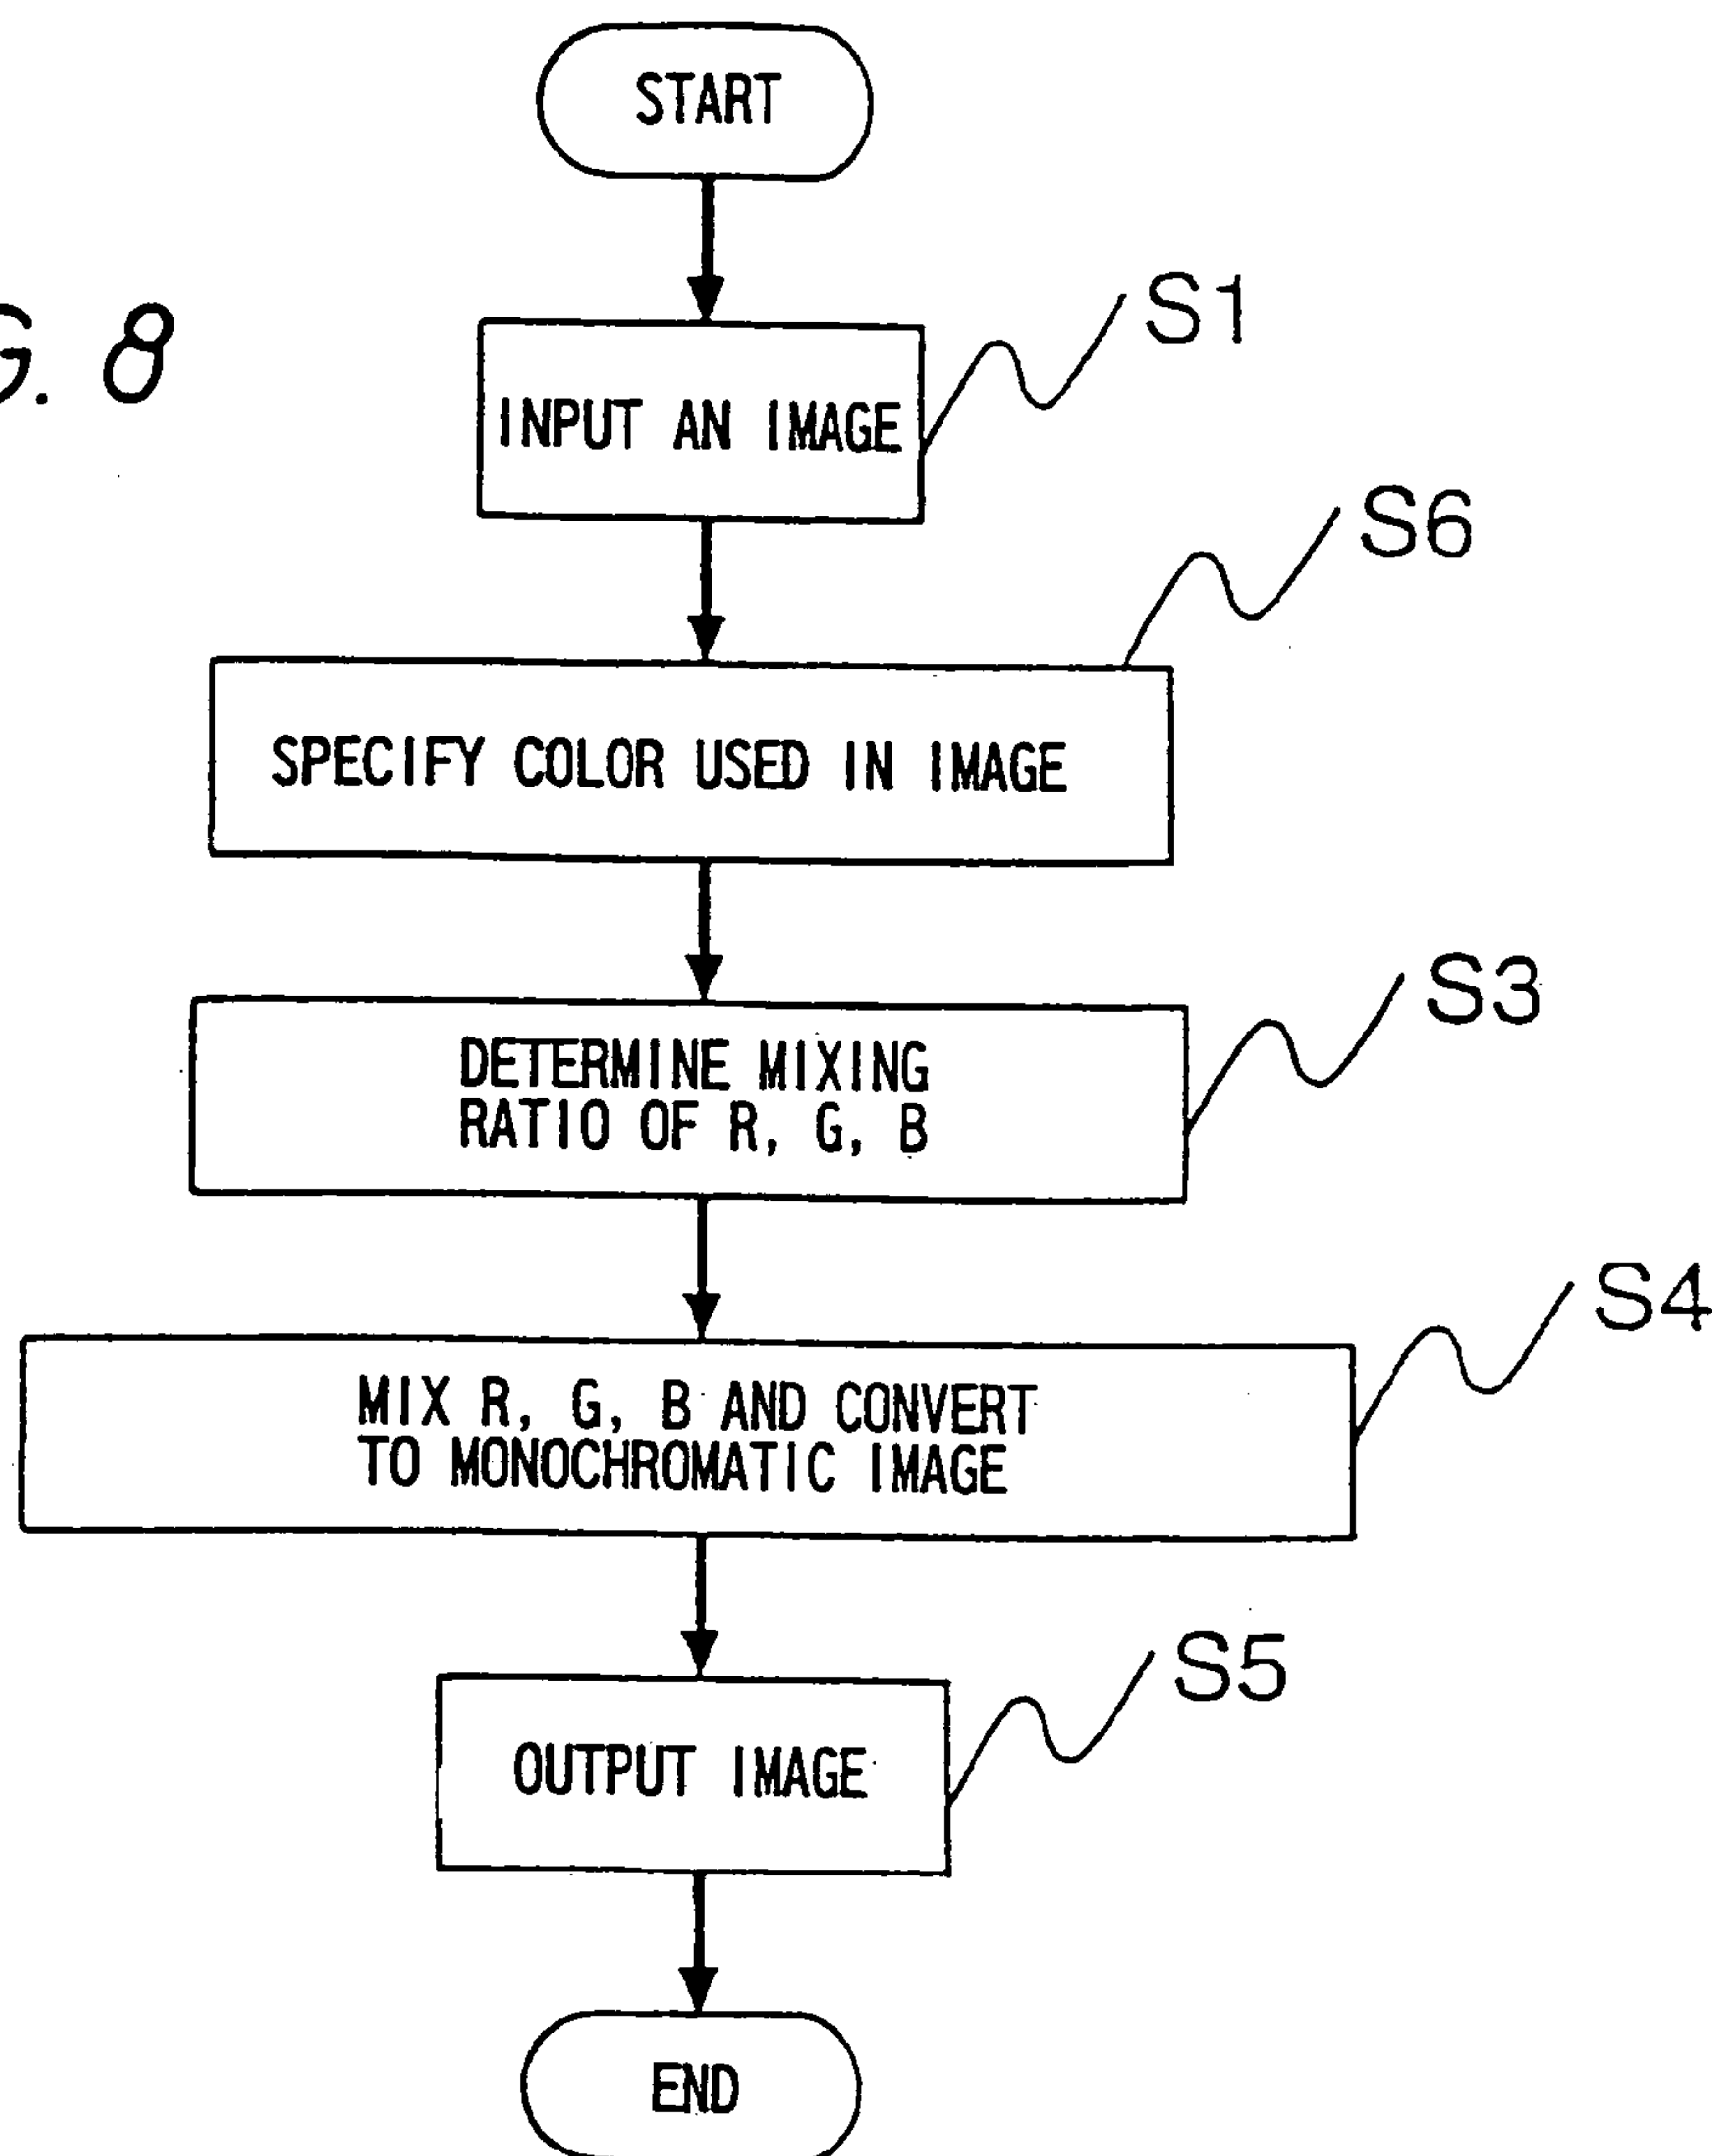 START
G. 8
S1
INPUT AN IMAGE
S6
SPECIFY COLOR USED IN IMAGE
S3
DETERMINE MIXING
RATIO OF R, G, B
S4
MIX R, G, B AND CONVERT
TO MONOCHROMATIC IMAGE
S5
OUTPUT IMAGE
END